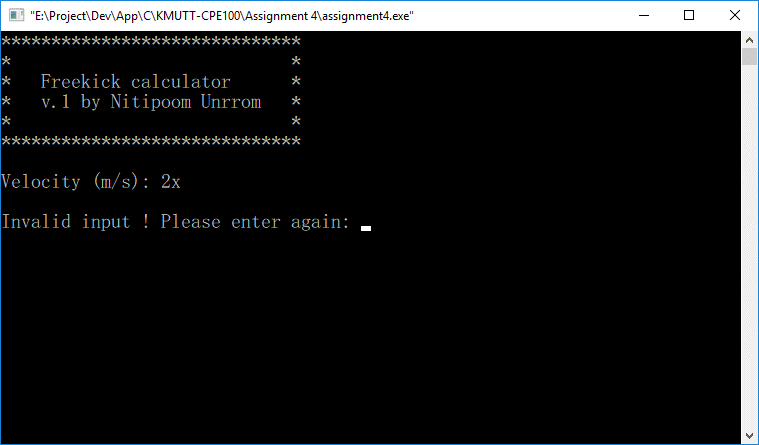 "E:\Project\Dev\App\C\KMUTT-CPE100\Assignment 4\assignment4.exe"
******************************
*                            *
*   Freekick calculator      *
*   v.1 by Nitipoom Unrrom   *
*                            *
******************************
Velocity (m/s): 2x
Invalid input ! Please enter again: